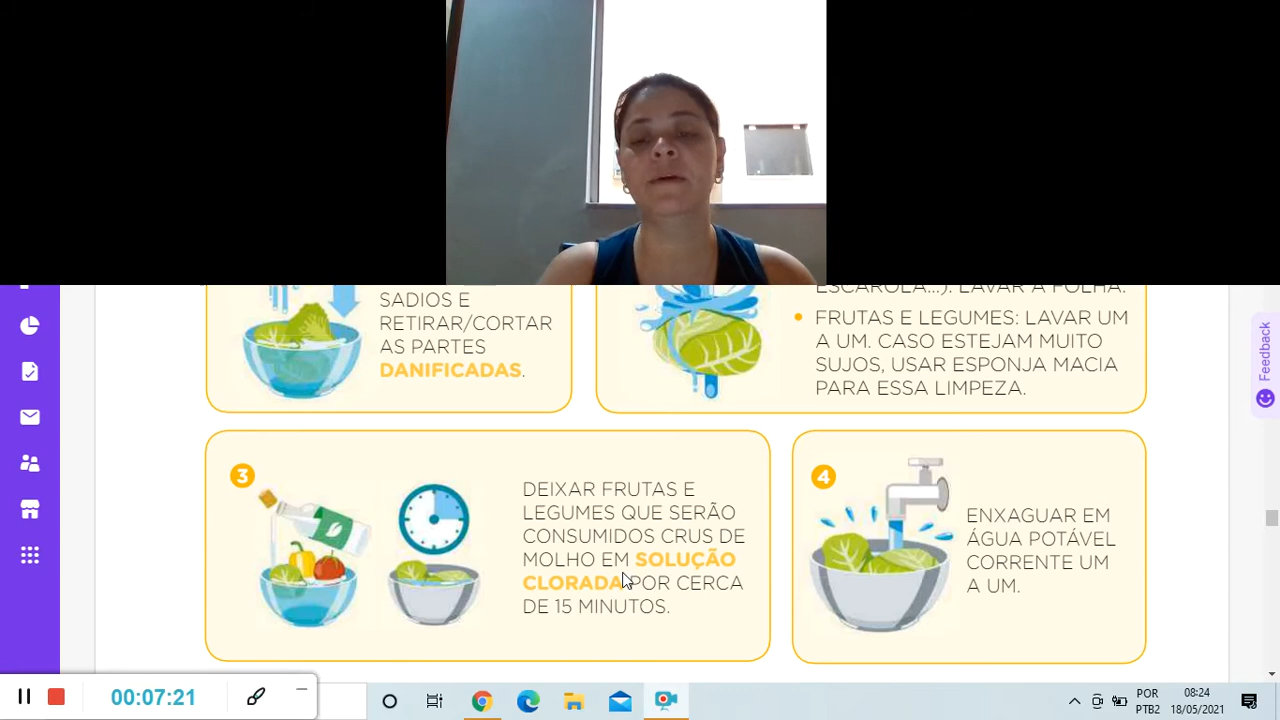 SADIOS E
RETIRAR/CORTAR
AS PARTES
DANIFICADAS.
ESCAROLA...). LAVAR A FOLHA.
• FRUTAS E LEGUMES: LAVAR UM
A UM. CASO ESTEJAM MUITO
SUJOS, USAR ESPONJA MACIA
PARA ESSA LIMPEZA.
3
DEIXAR FRUTAS E
LEGUMES QUE SERÃO
CONSUMIDOS CRUS DE
MOLHO EM SOLUÇÃO
CLORADA POR CERCA
DE 15 MINUTOS.
4
ENXAGUAR EM
ÁGUA POTÁVEL
CORRENTE UM
A UM.
Feedback
00:07:21
POR
PTB2
08:24
18/05/2021